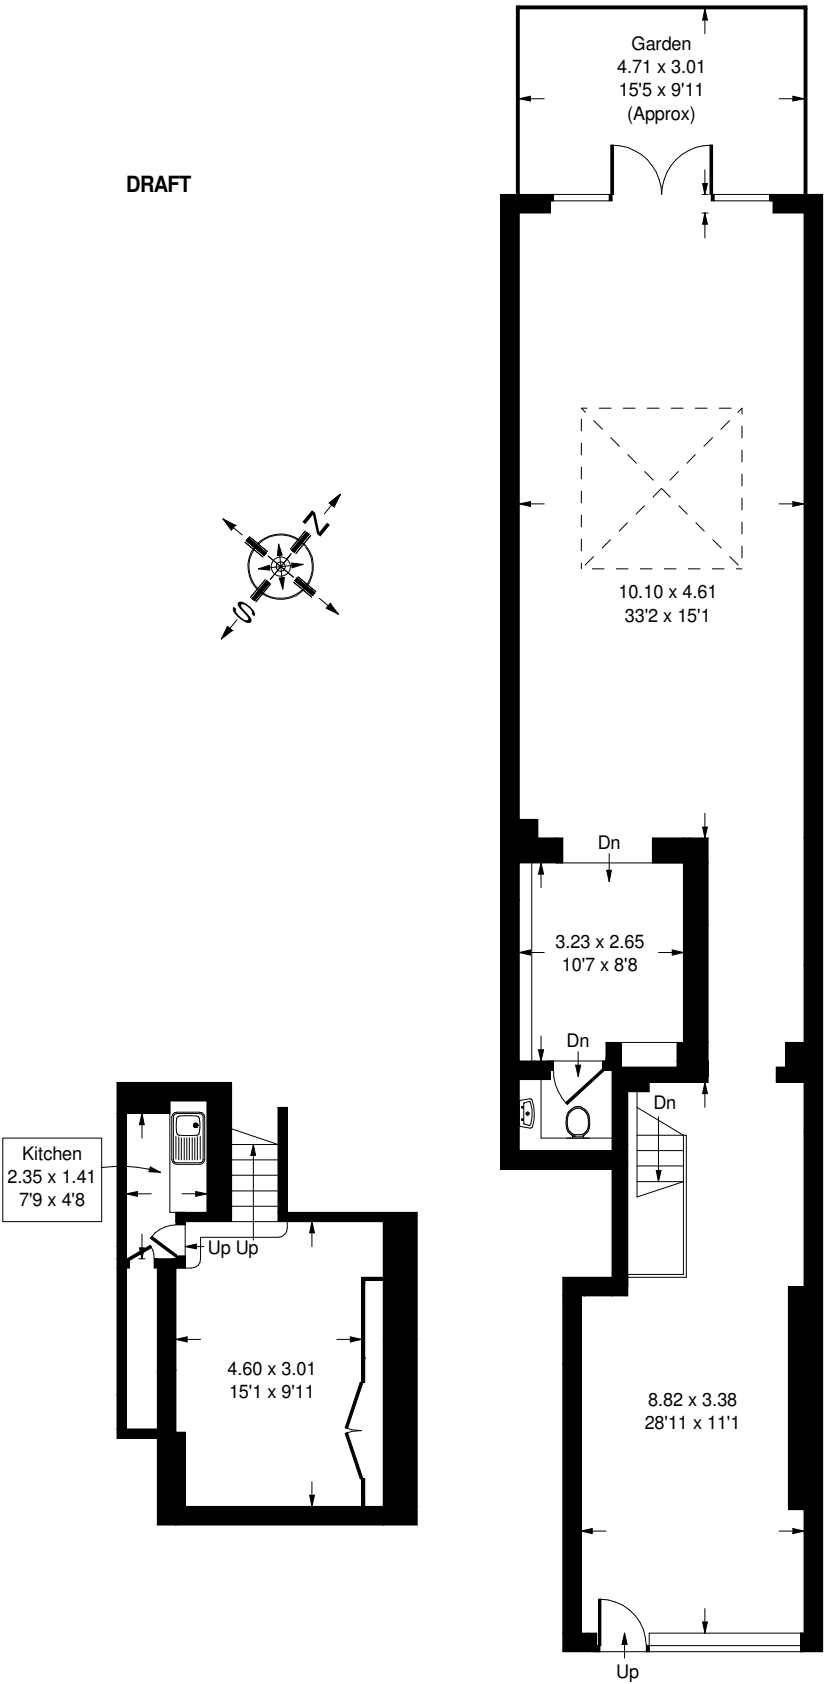 Garden
4.71 x 3.01
15'5 x 9'11
(Approx)
DRAFT
N
S
10.10 x 4.61
33'2 x 15'1
Dn
3.23 x 2.65
10'7 x 8'8
Dn
Dn
Kitchen
2.35 x 1.41
7'9 x 4'8
Up Up
4.60 x 3.01
15'1 x 9'11
8.82 x 3.38
28'11 x 11'1
Up